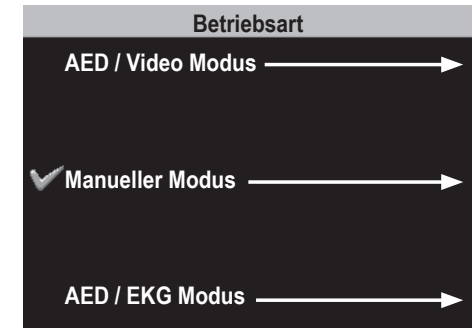 Betriebsart
AED / Video Modus
Manueller Modus
AED / EKG Modus